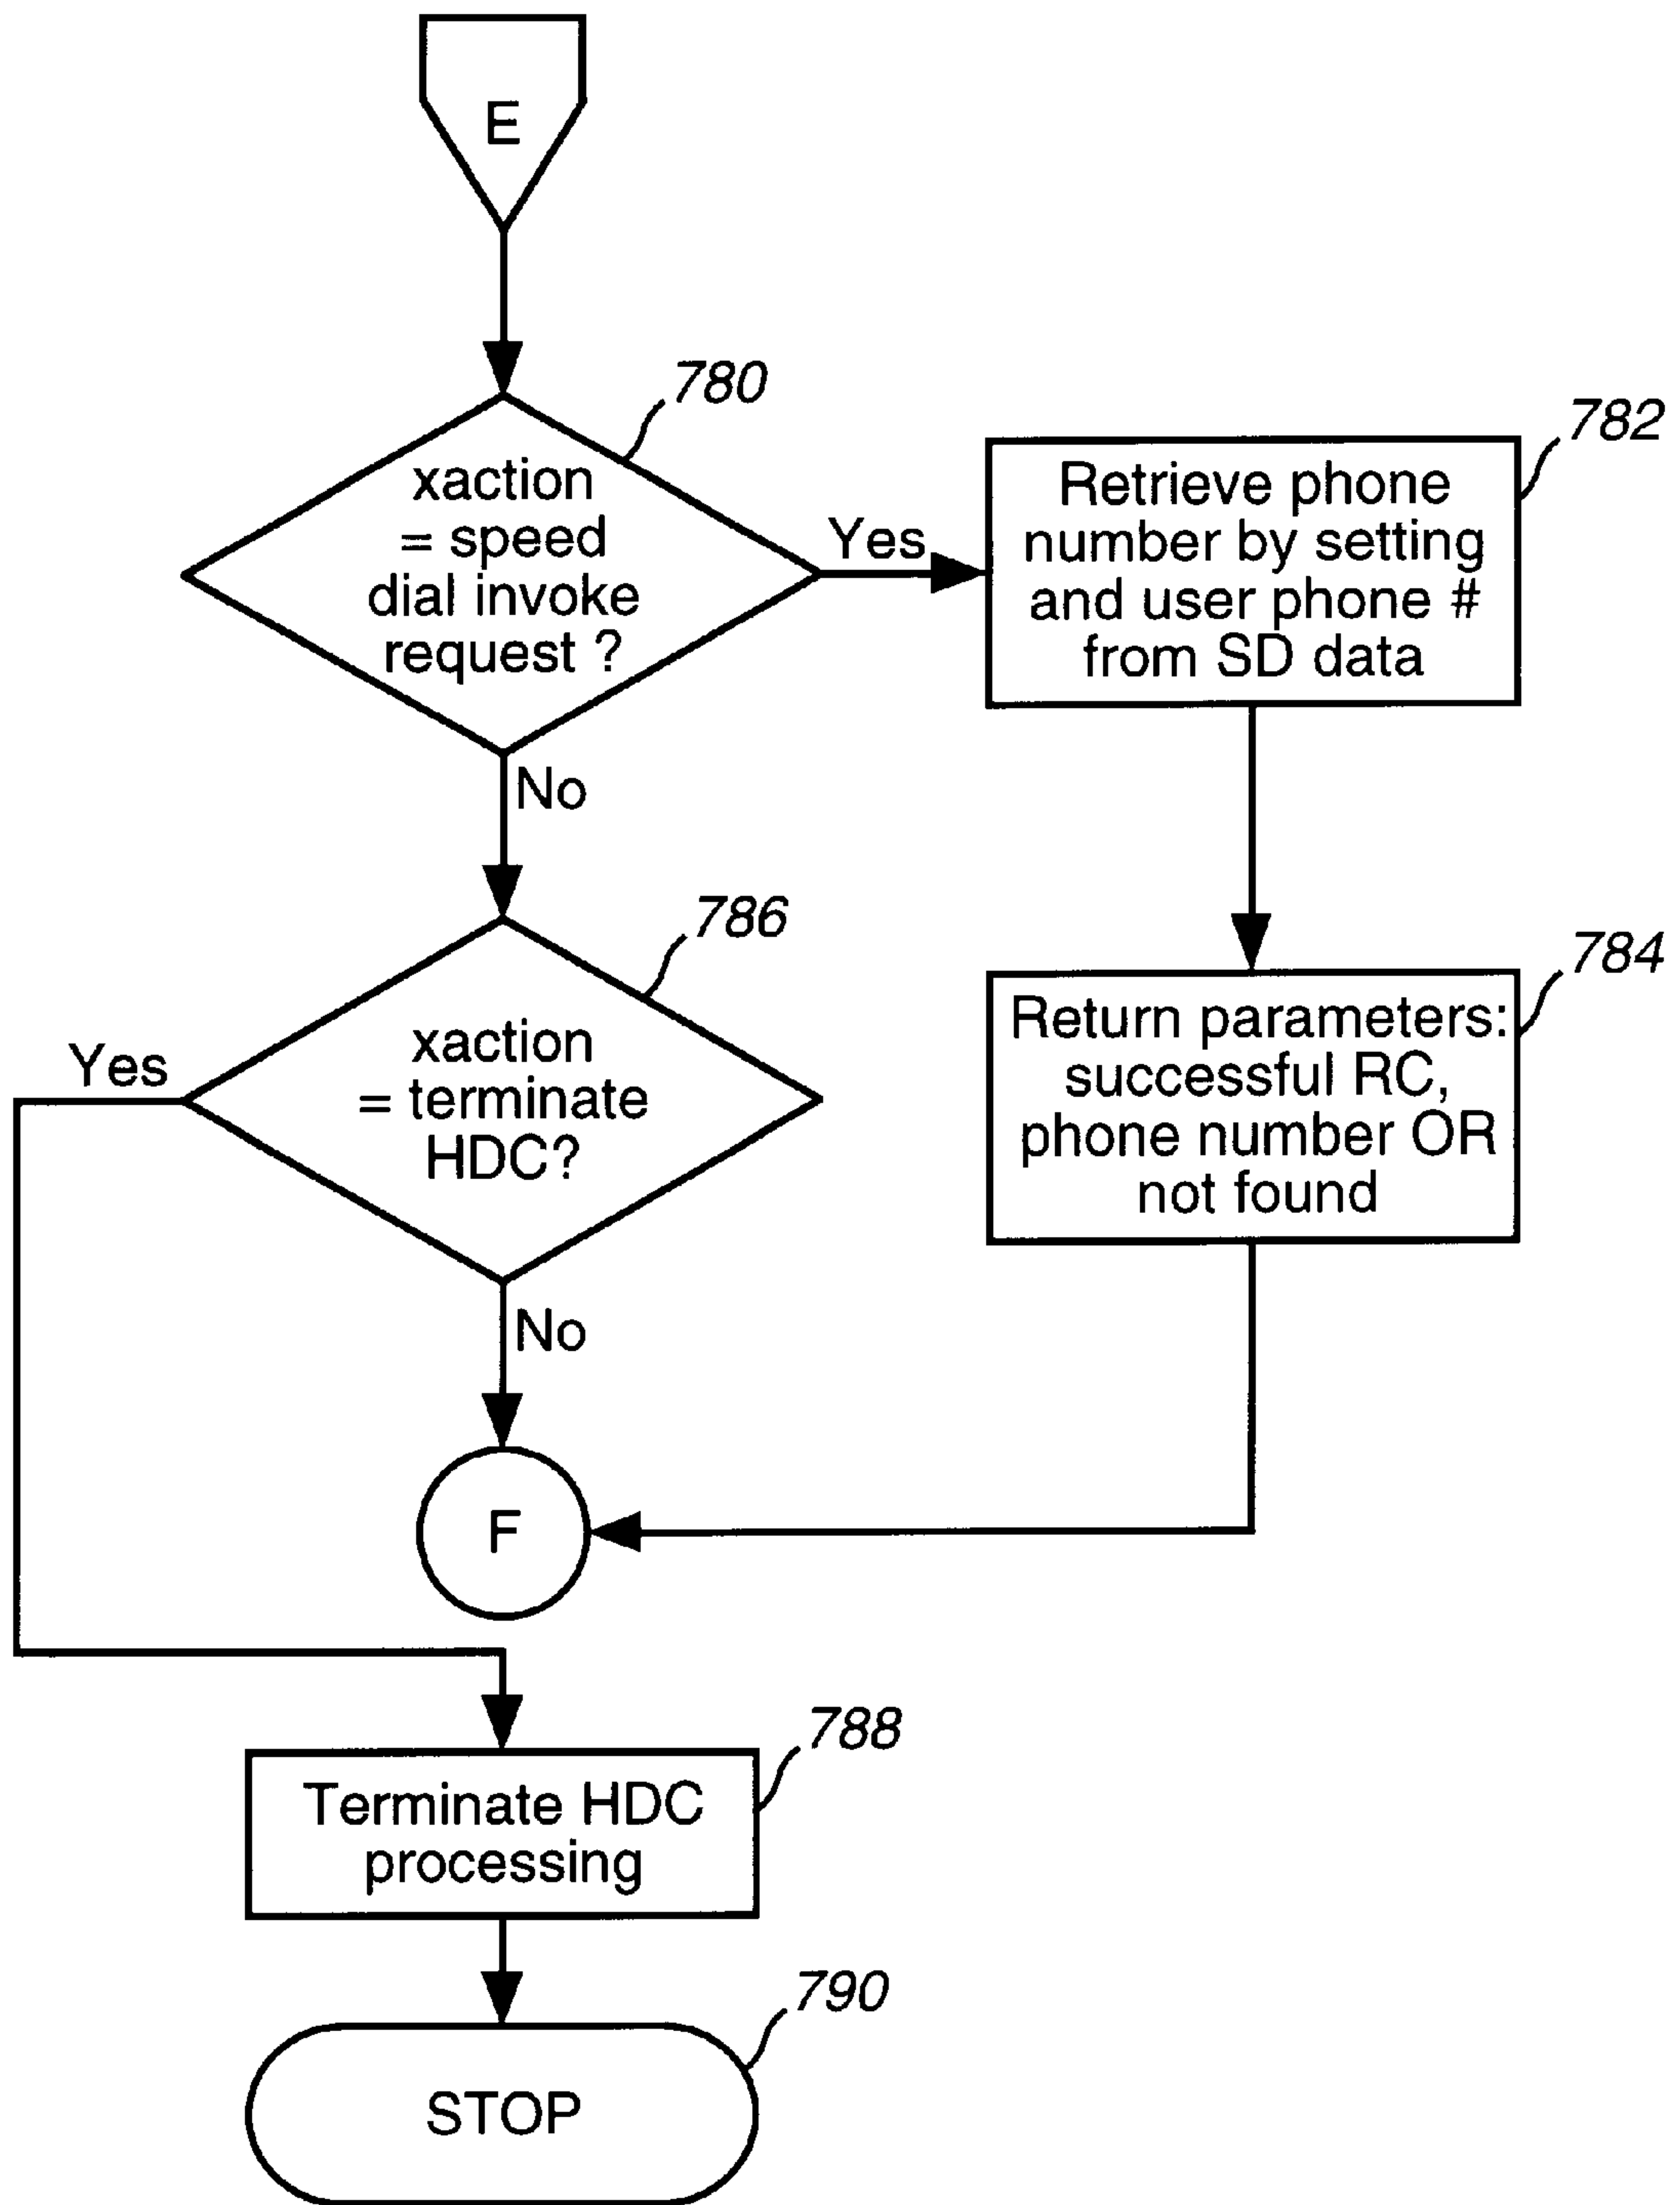 E
780
xaction
= speed
dial invoke
request ?
Yes
782
Retrieve phone
number by setting
and user phone #
from SD data
No
786
xaction
= terminate
HDC?
Yes
784
Return parameters:
successful RC,
phone number OR
not found
No
F
788
Terminate HDC
processing
790
STOP